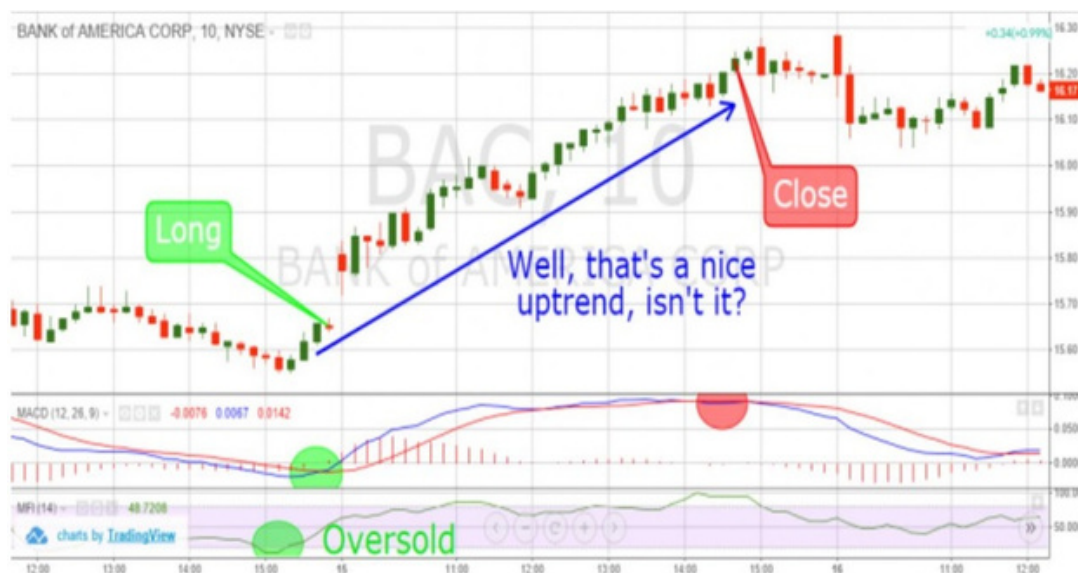 BANK of AMERICA CORP, 10, NYSE
16.30
+0.34(+0.99%)
16.20
16.17
16.10
BAC, 10
16.00
Close
Long
15.90
BANK of AMERICA CORP
Well, that's a nice
uptrend, isn't it?
15.80
15.70
15.60
MACD (12, 26, 9) -0.0076 0.0067 0.0142
0.1000
0.0500
0.0000
MFI (14) 48.7208
100.00
50.00
charts by TradingView
Oversold
12:00 13:00 14:00 15:00 15 11:00 12:00 13:00 14:00 15:00 16 11:00 12:00